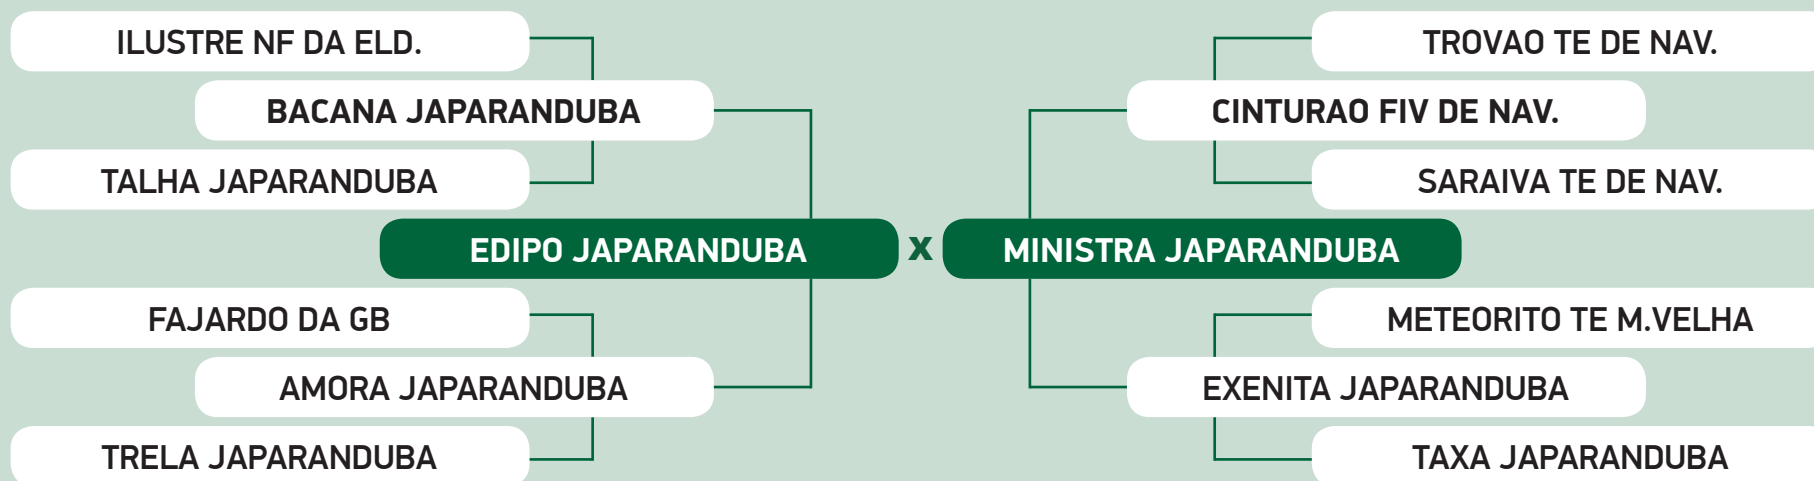 ILUSTRE NF DA ELD.
TROVAO TE DE NAV.
BACANA JAPARANDUBA
CINTURAO FIV DE NAV.
TALHA JAPARANDUBA
SARAIVA TE DE NAV.
EDIPO JAPARANDUBA X MINISTRA JAPARANDUBA
FAJARDO DA GB
METEORITO TE M.VELHA
AMORA JAPARANDUBA
EXENITA JAPARANDUBA
TRELA JAPARANDUBA
TAXA JAPARANDUBA